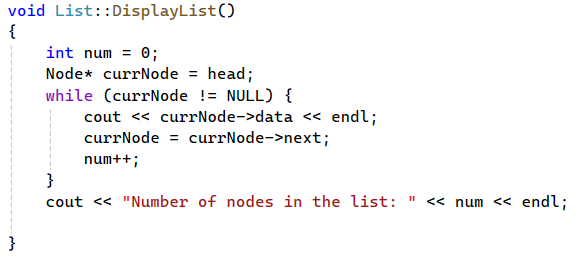 void List::DisplayList()
{
    int num = 0;
    Node* currNode = head;
    while (currNode != NULL) {
        cout << currNode->data << endl;
        currNode = currNode->next;
        num++;
    }
    cout << "Number of nodes in the list: " << num << endl;
}